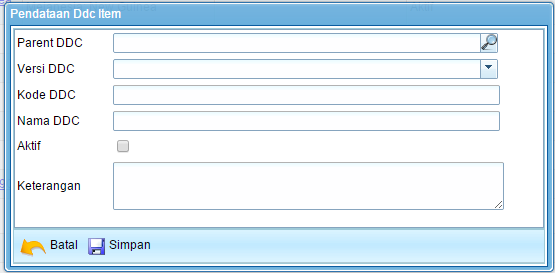 Pendataan Ddc Item
Parent DDC
Versi DDC
Kode DDC
Nama DDC
Aktif
Keterangan
Batal Simpan